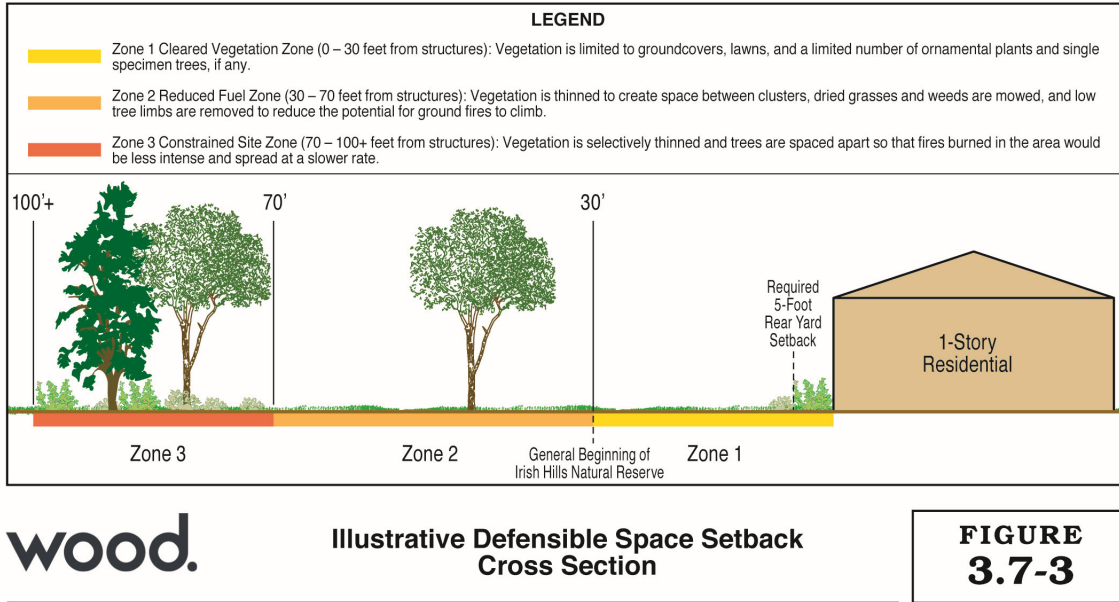 LEGEND
Zone 1 Cleared Vegetation Zone (0 – 30 feet from structures): Vegetation is limited to groundcovers, lawns, and a limited number of ornamental plants and single
specimen trees, if any.
Zone 2 Reduced Fuel Zone (30 – 70 feet from structures): Vegetation is thinned to create space between clusters, dried grasses and weeds are mowed, and low
tree limbs are removed to reduce the potential for ground fires to climb.
Zone 3 Constrained Site Zone (70 – 100+ feet from structures): Vegetation is selectively thinned and trees are spaced apart so that fires burned in the area would
be less intense and spread at a slower rate.
100'+
70'
30'
Required
5-Foot
Rear Yard
Setback
1-Story
Residential
Zone 3
Zone 2
General Beginning of
Irish Hills Natural Reserve
Zone 1
wood.
Illustrative Defensible Space Setback
Cross Section
FIGURE
3.7-3